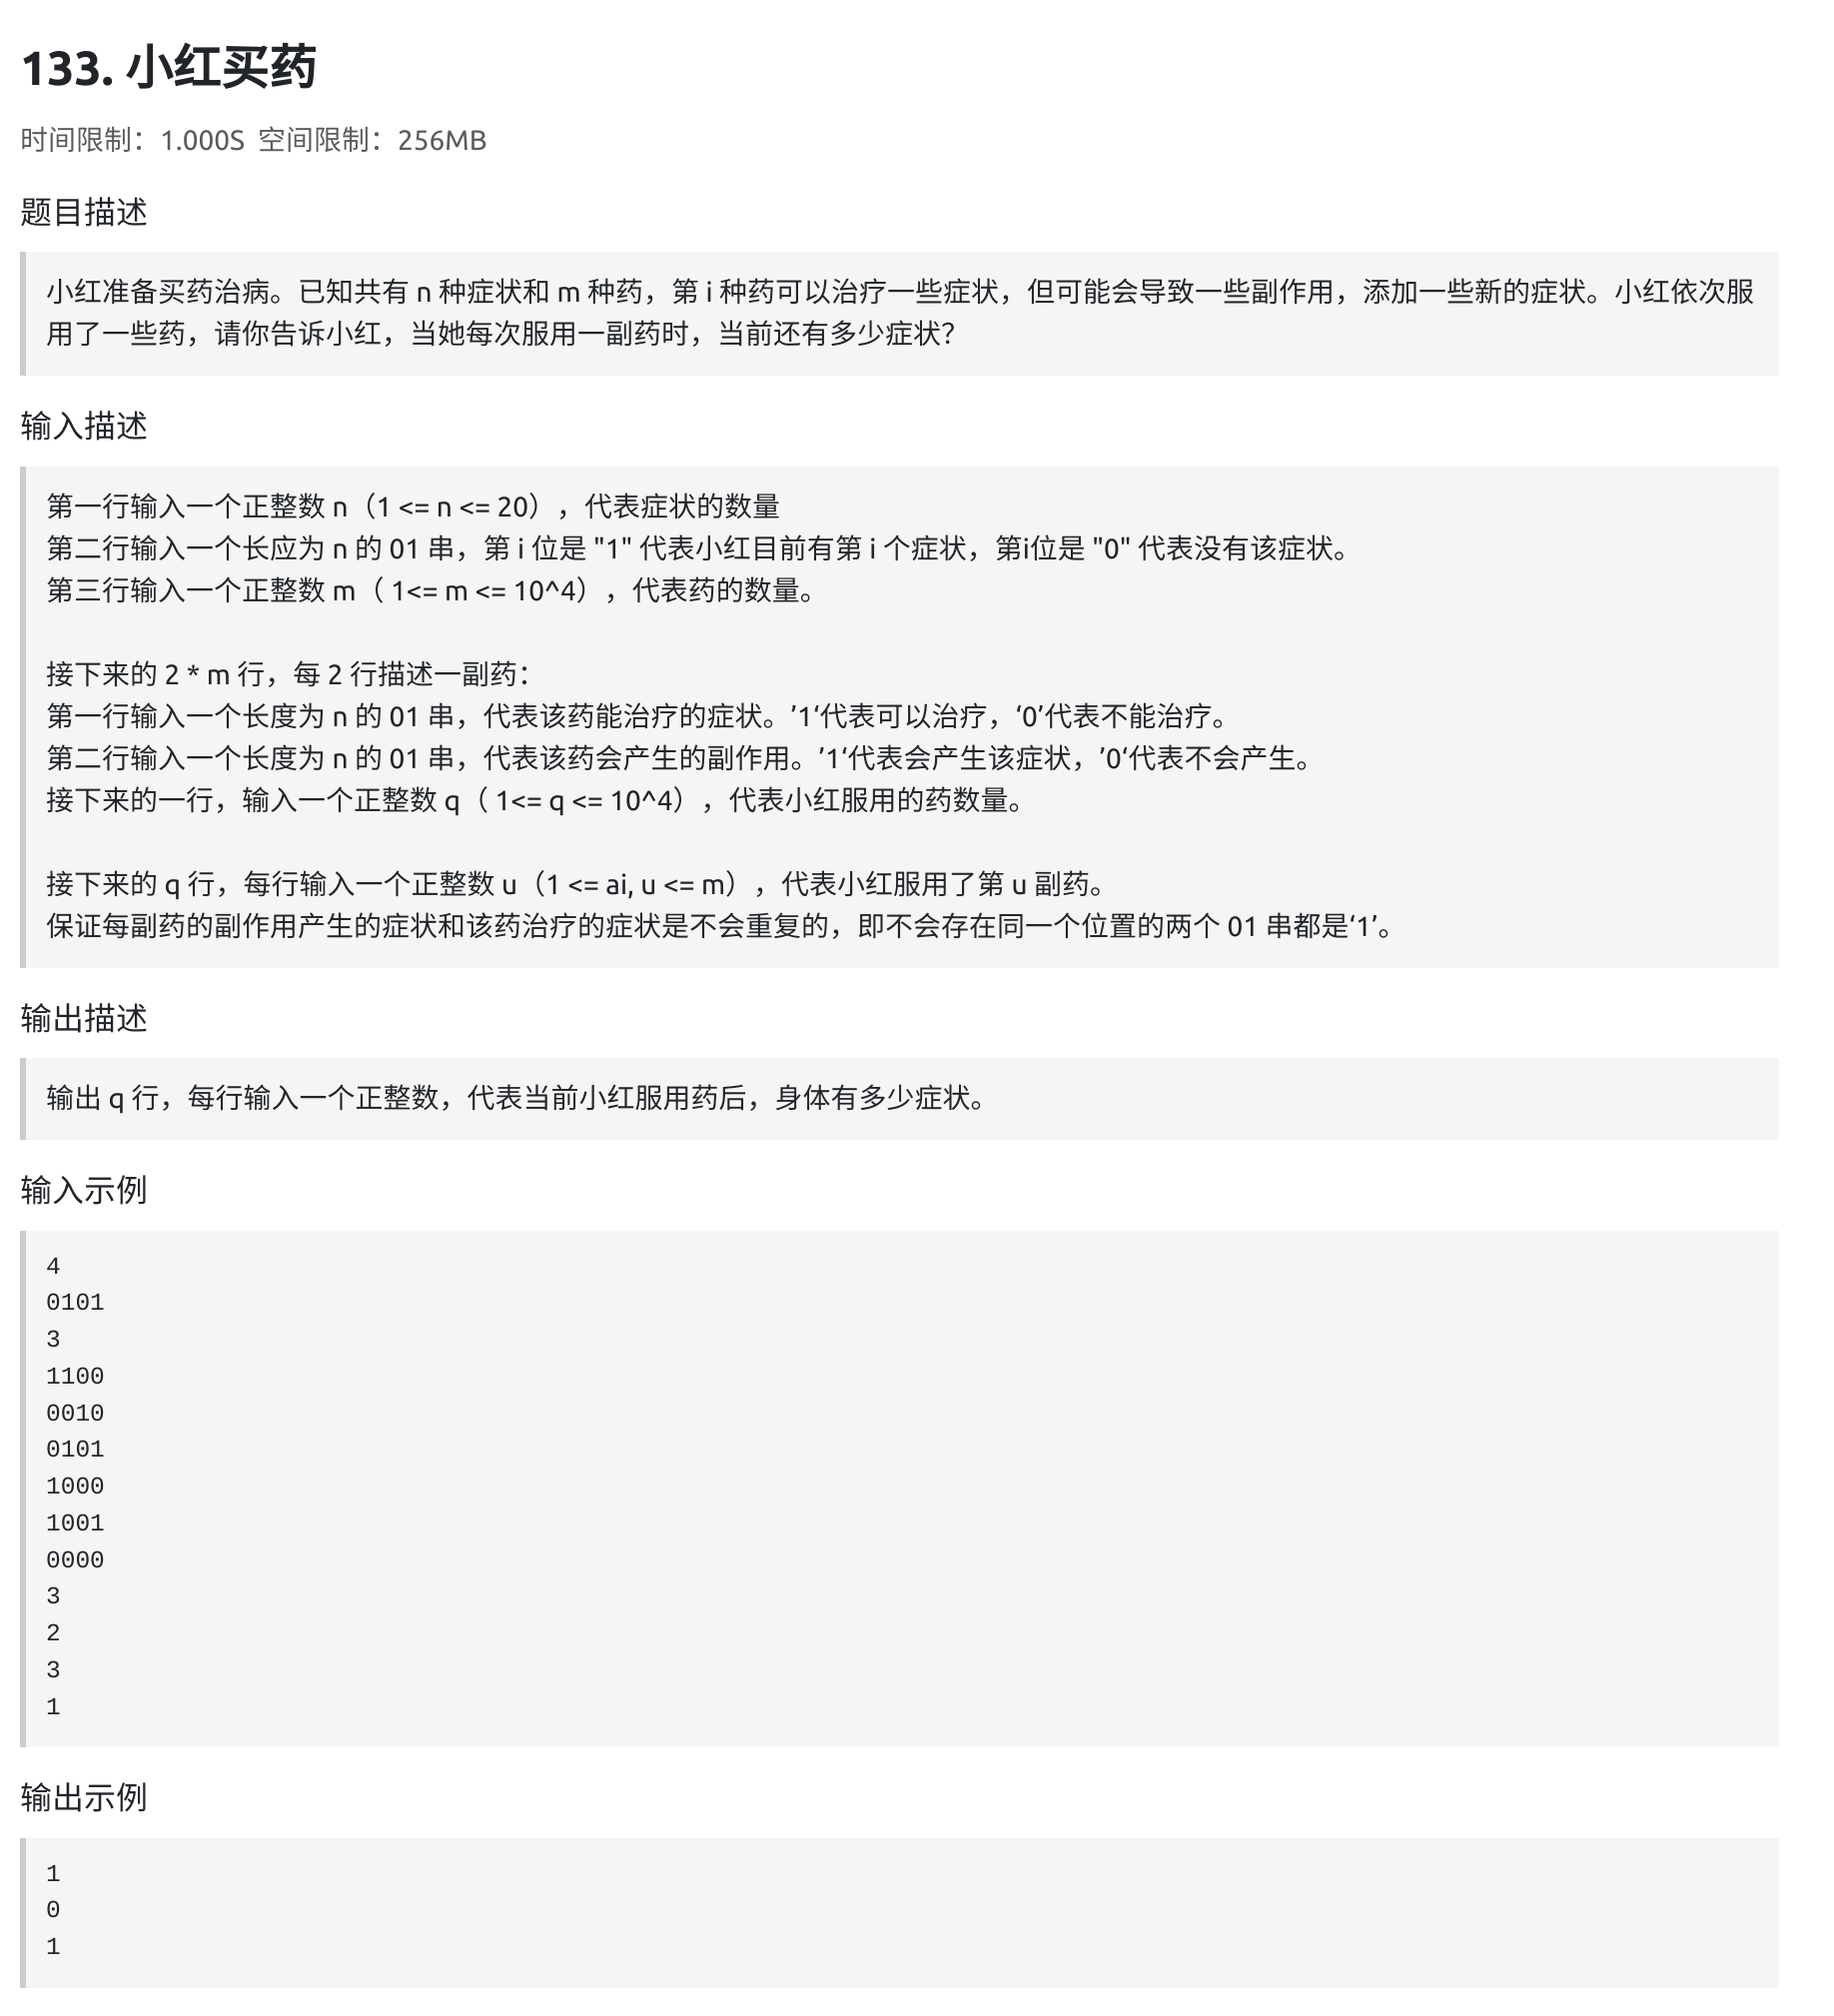 133. 小红买药
时间限制：1.000S 空间限制：256MB
题目描述
小红准备买药治病。已知共有 n 种症状和 m 种药，第 i 种药可以治疗一些症状，但可能会导致一些副作用，添加一些新的症状。小红依次服
用了一些药，请你告诉小红，当她每次服用一副药时，当前还有多少症状？
输入描述
第一行输入一个正整数 n（1 <= n <= 20），代表症状的数量
第二行输入一个长应为 n 的 01 串，第 i 位是 "1" 代表小红目前有第 i 个症状，第i位是 "0" 代表没有该症状。
第三行输入一个正整数 m（ 1<= m <= 10^4），代表药的数量。
接下来的 2 * m 行，每 2 行描述一副药：
第一行输入一个长度为 n 的 01 串，代表该药能治疗的症状。’1‘代表可以治疗，‘0’代表不能治疗。
第二行输入一个长度为 n 的 01 串，代表该药会产生的副作用。’1‘代表会产生该症状，’0‘代表不会产生。
接下来的一行，输入一个正整数 q（ 1<= q <= 10^4），代表小红服用的药数量。
接下来的 q 行，每行输入一个正整数 u（1 <= ai, u <= m），代表小红服用了第 u 副药。
保证每副药的副作用产生的症状和该药治疗的症状是不会重复的，即不会存在同一个位置的两个 01 串都是‘1’。
输出描述
输出 q 行，每行输入一个正整数，代表当前小红服用药后，身体有多少症状。
输入示例
4
0101
3
1100
0010
0101
1000
1001
0000
3
2
3
1
输出示例
1
0
1